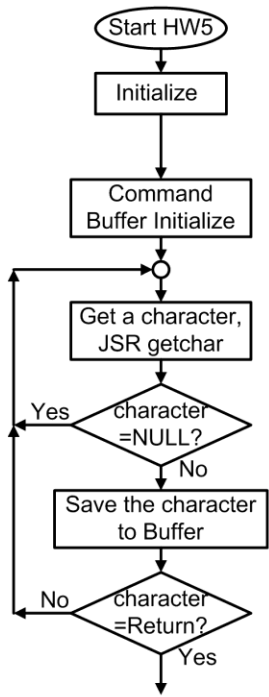 Start HW5
Initialize
Command
Buffer Initialize
Get a character,
JSR getchar
Yes
character
=NULL?
No
Save the character
to Buffer
No
character
=Return?
Yes